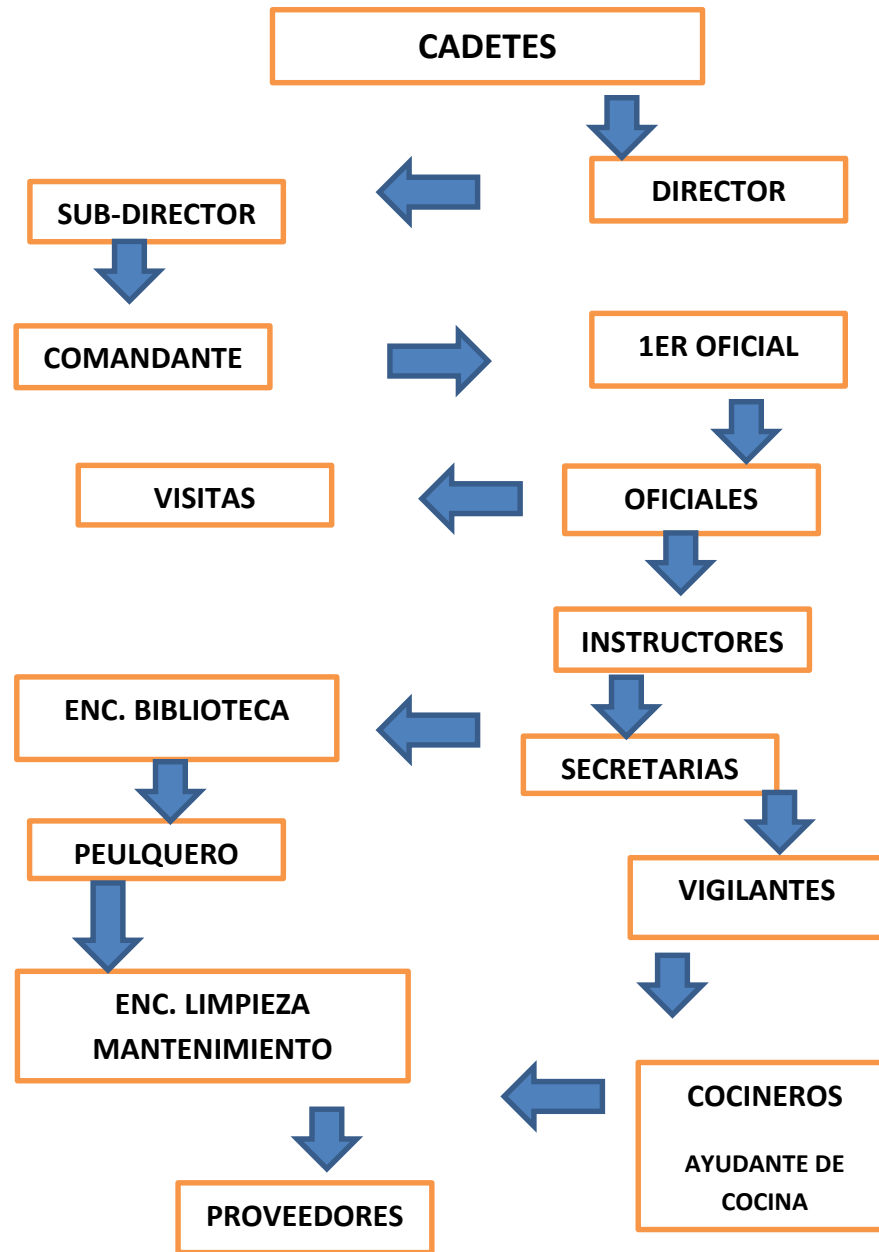 CADETES
DIRECTOR
SUB-DIRECTOR
1ER OFICIAL
COMANDANTE
VISITAS
OFICIALES
INSTRUCTORES
ENC. BIBLIOTECA
SECRETARIAS
PEULQUERO
VIGILANTES
ENC. LIMPIEZA
MANTENIMIENTO
COCINEROS
AYUDANTE DE
COCINA
PROVEEDORES